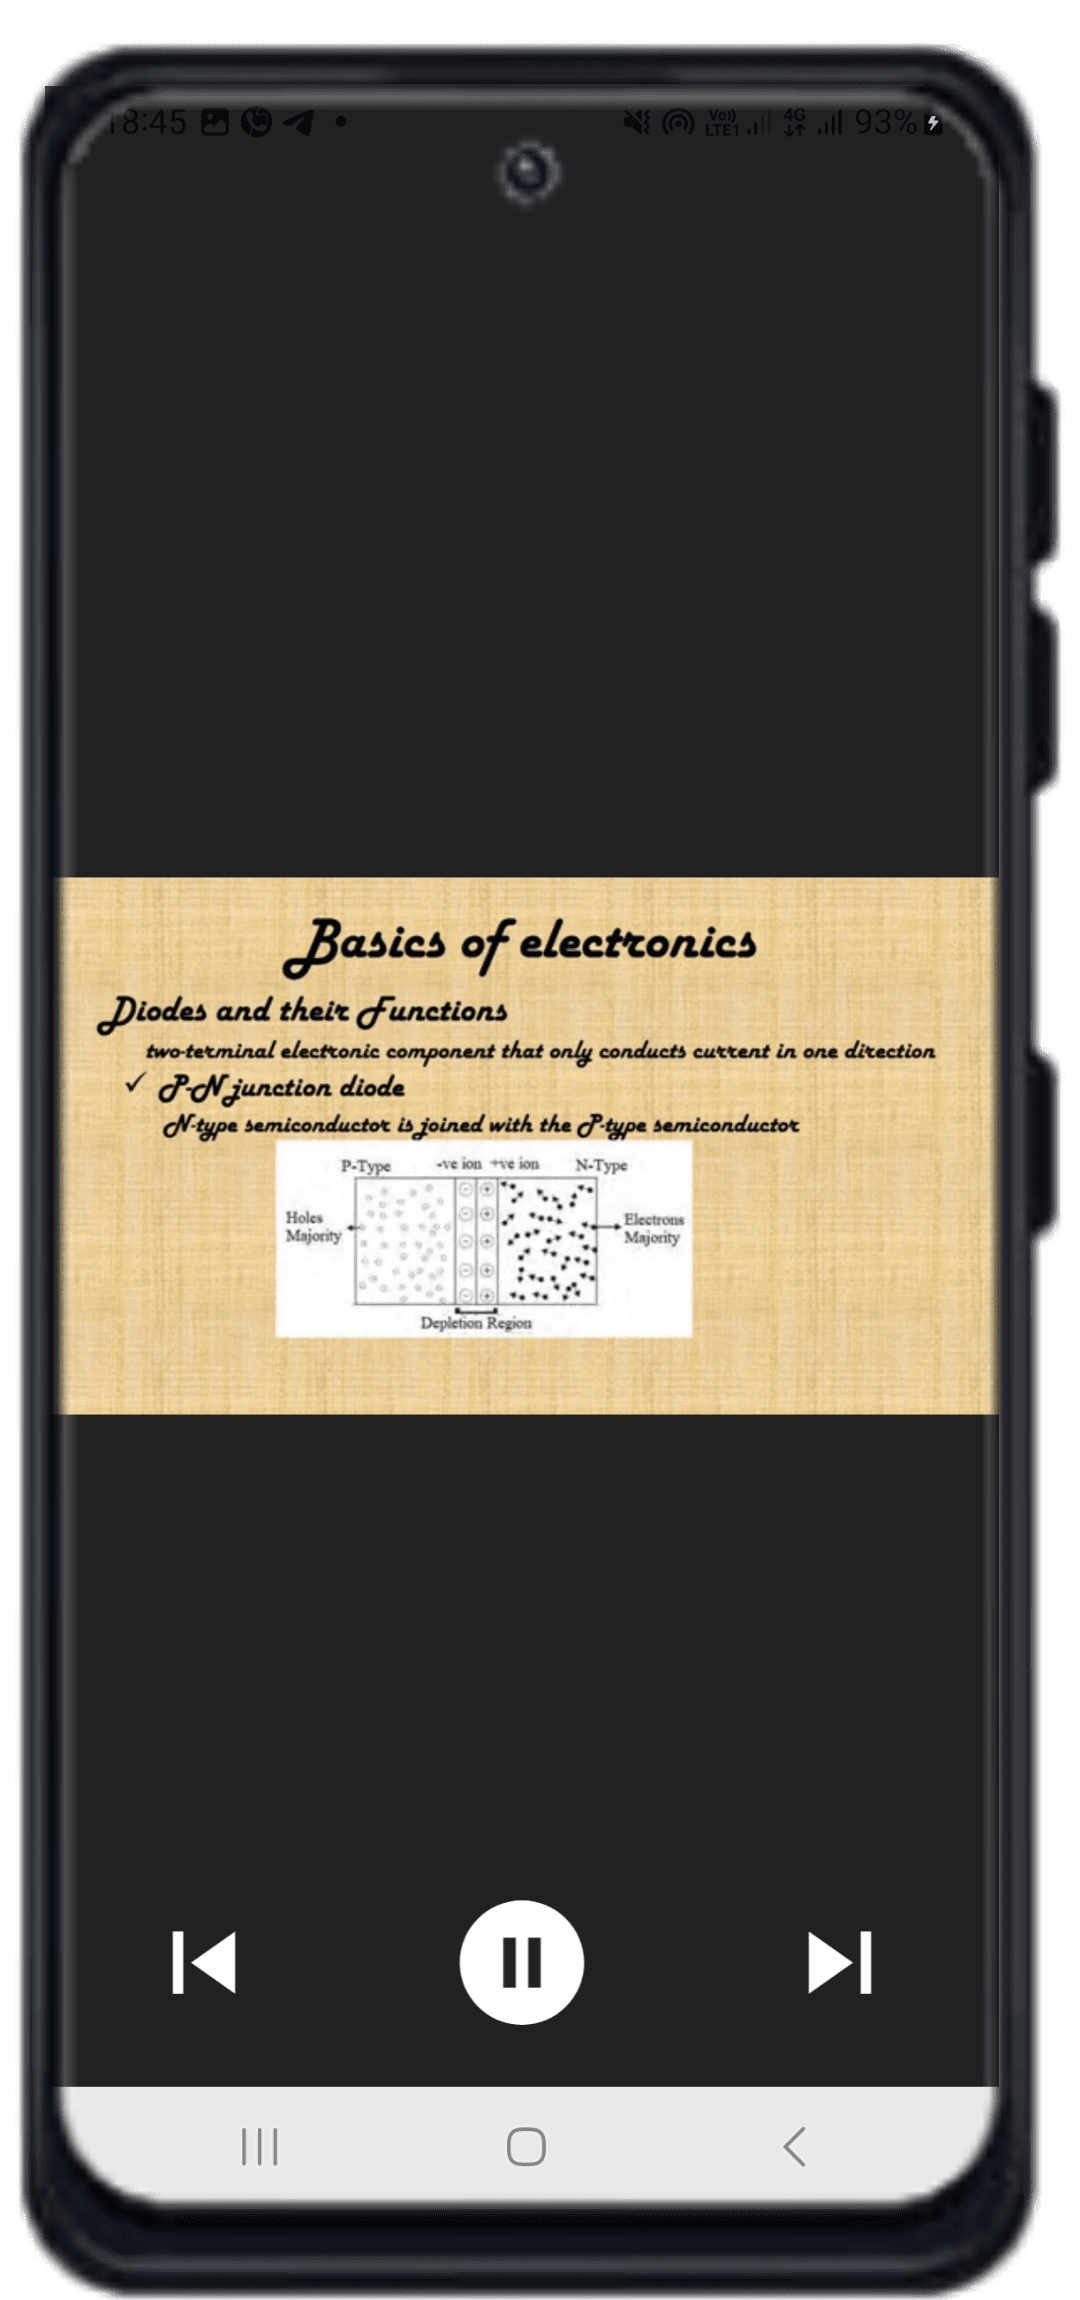 18:45 Vo)) LTE1 4G 93%
Basics of electronics
Diodes and their Functions
two-terminal electronic component that only conducts current in one direction
✓ P-N junction diode
N-type semiconductor is joined with the P-type semiconductor
P-Type -ve ion +ve ion N-Type
Holes
Majority
Electrons
Majority
Depletion Region